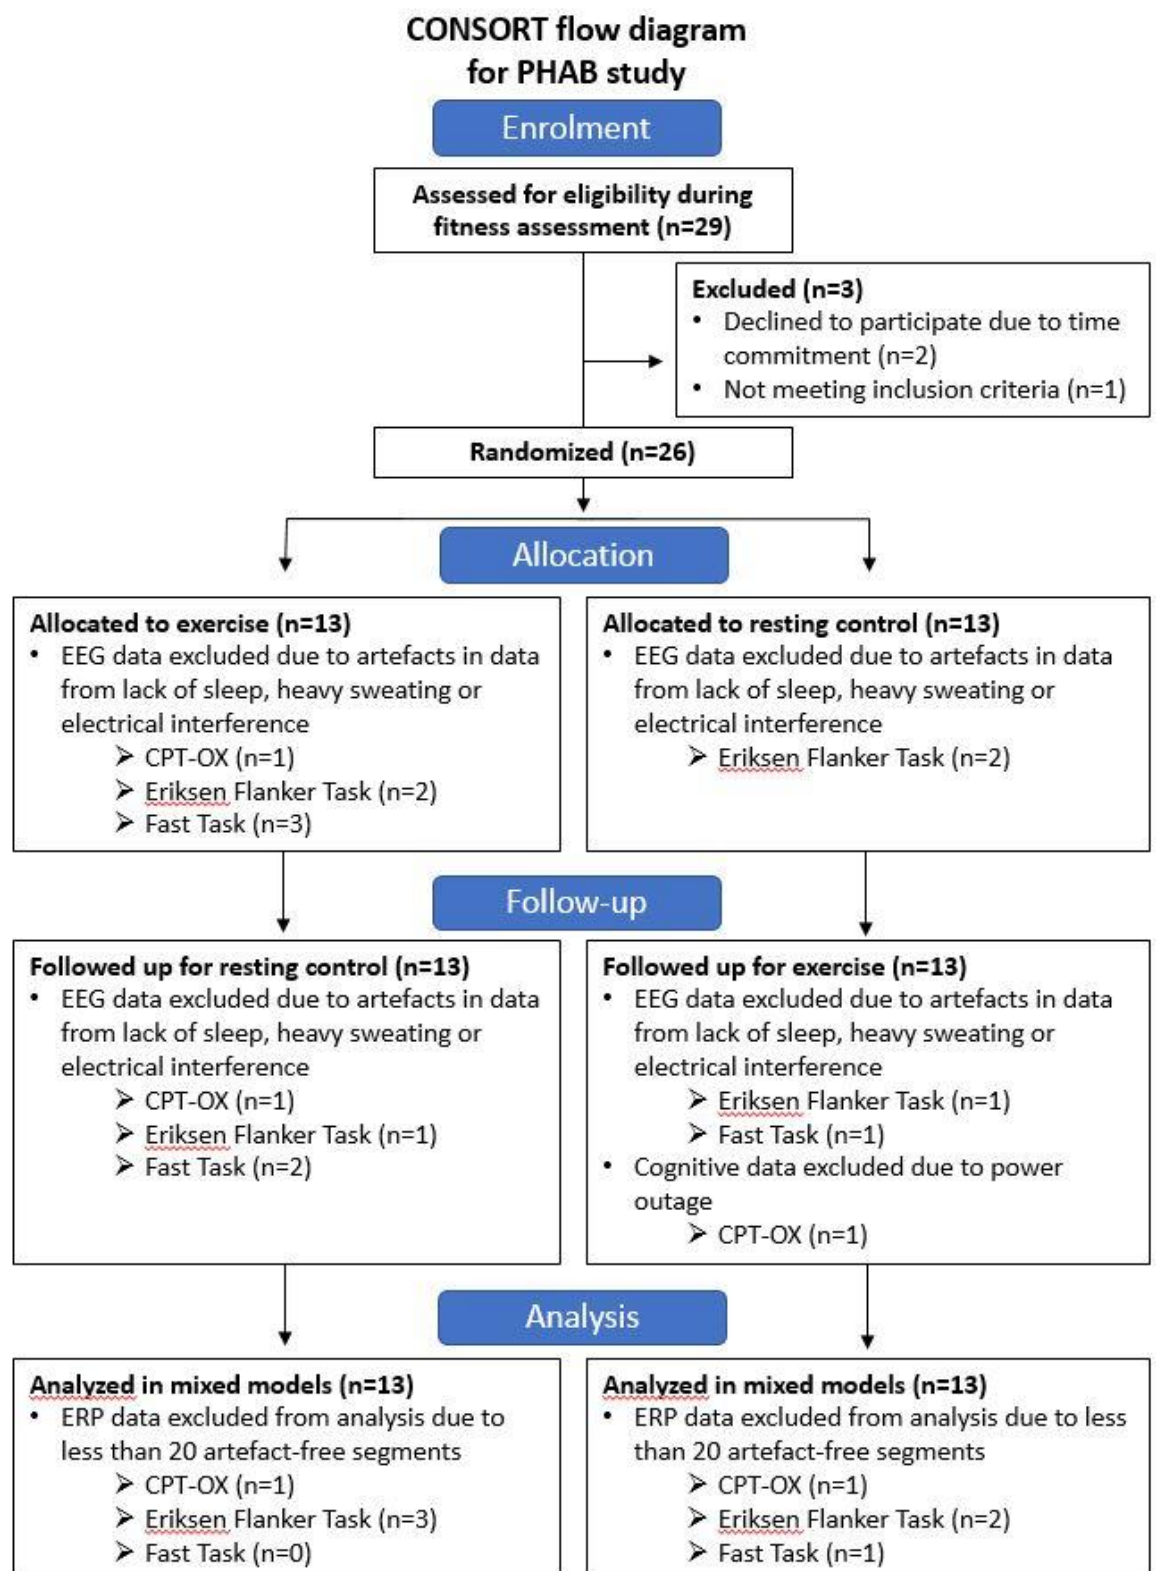 CONSORT flow diagram
for PHAB study
Enrolment
Assessed for eligibility during
fitness assessment (n=29)
Excluded (n=3)
• Declined to participate due to time
commitment (n=2)
• Not meeting inclusion criteria (n=1)
Randomized (n=26)
Allocation
Allocated to exercise (n=13)
• EEG data excluded due to artefacts in data
from lack of sleep, heavy sweating or
electrical interference
➢ CPT-OX (n=1)
➢ Eriksen Flanker Task (n=2)
➢ Fast Task (n=3)
Allocated to resting control (n=13)
• EEG data excluded due to artefacts in data
from lack of sleep, heavy sweating or
electrical interference
➢ Eriksen Flanker Task (n=2)
Follow-up
Followed up for resting control (n=13)
• EEG data excluded due to artefacts in data
from lack of sleep, heavy sweating or
electrical interference
➢ CPT-OX (n=1)
➢ Eriksen Flanker Task (n=1)
➢ Fast Task (n=2)
Followed up for exercise (n=13)
• EEG data excluded due to artefacts in data
from lack of sleep, heavy sweating or
electrical interference
➢ Eriksen Flanker Task (n=1)
➢ Fast Task (n=1)
• Cognitive data excluded due to power
outage
➢ CPT-OX (n=1)
Analysis
Analyzed in mixed models (n=13)
• ERP data excluded from analysis due to
less than 20 artefact-free segments
➢ CPT-OX (n=1)
➢ Eriksen Flanker Task (n=3)
➢ Fast Task (n=0)
Analyzed in mixed models (n=13)
• ERP data excluded from analysis due to less
than 20 artefact-free segments
➢ CPT-OX (n=1)
➢ Eriksen Flanker Task (n=2)
➢ Fast Task (n=1)